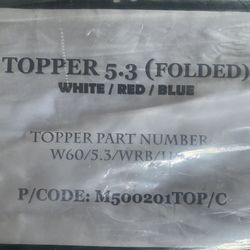 TOPPER 5.3 (FOLDED)
WHITE / RED / BLUE
TOPPER PART NUMBER
W60/5.3/WRB/
P/CODE: M500201TOP/C